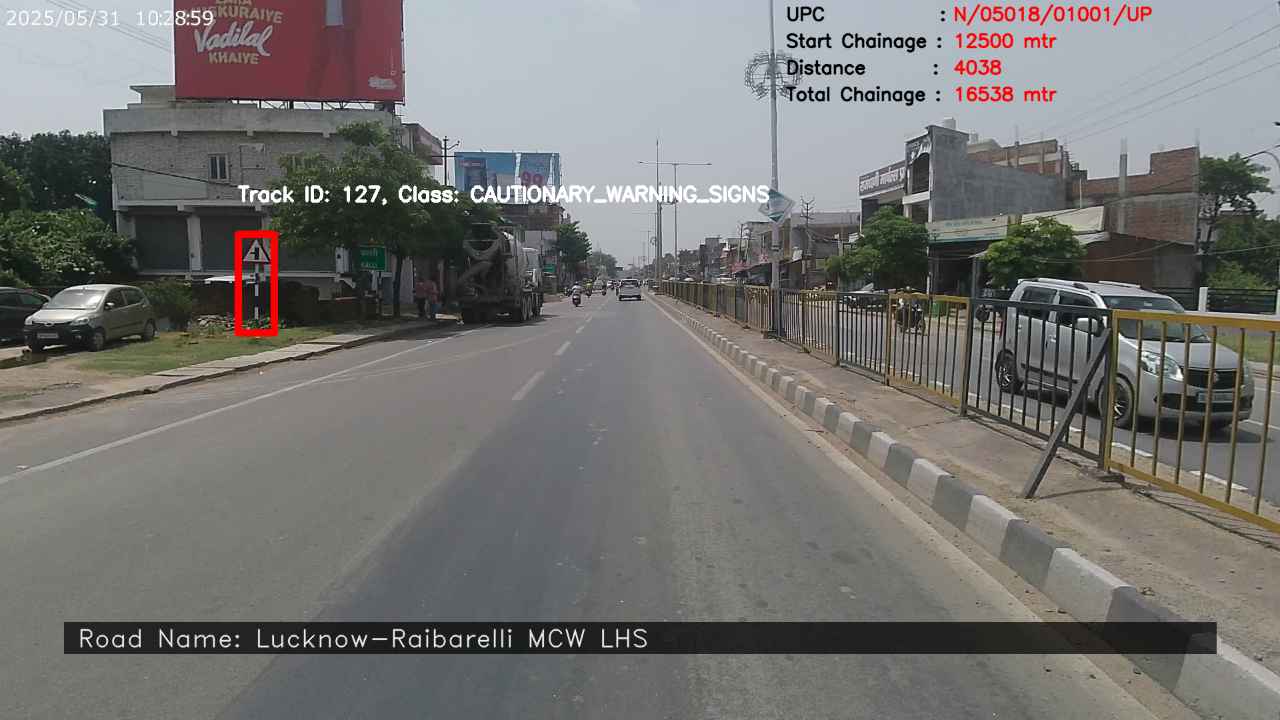 2025/05/31 10:28:59
KURAIYE
Vadilal
KHAIYE
UPC : N/05018/01001/UP
Start Chainage : 12500 mtr
Distance : 4038
Total Chainage : 16538 mtr
Track ID: 127, Class: CAUTIONARY_WARNING_SIGNS
Road Name: Lucknow-Raibarelli MCW LHS